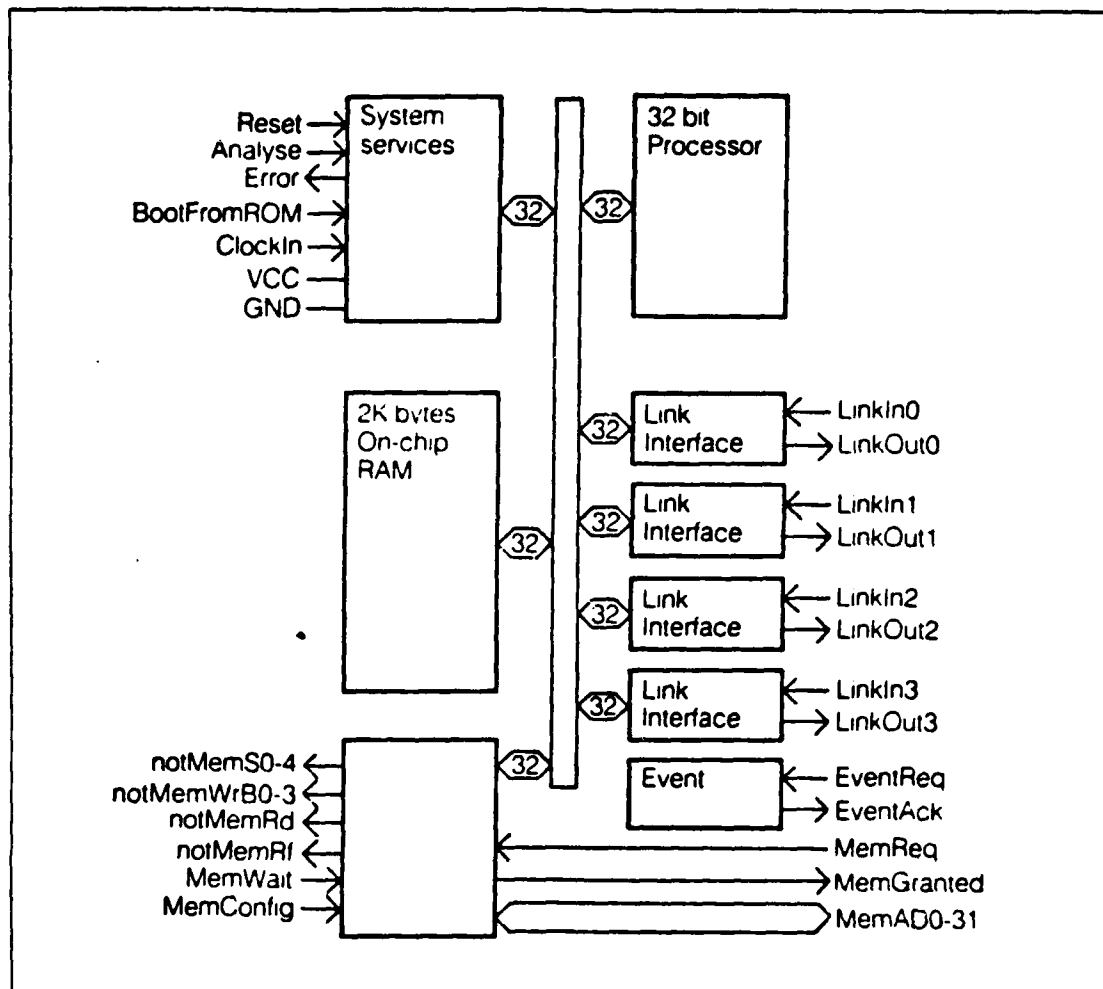 Reset
Analyse
Error
BootFromROM
ClockIn
VCC
GND
System
services
32
32
32 bit
Processor
2K bytes
On-chip
RAM
32
32
Link
Interface
LinkIn0
LinkOut0
32
Link
Interface
LinkIn1
LinkOut1
32
Link
Interface
LinkIn2
LinkOut2
32
Link
Interface
LinkIn3
LinkOut3
notMemS0-4
notMemWrB0-3
notMemRd
notMemRf
MemWait
MemConfig
32
Event
EventReq
EventAck
MemReq
MemGranted
MemAD0-31